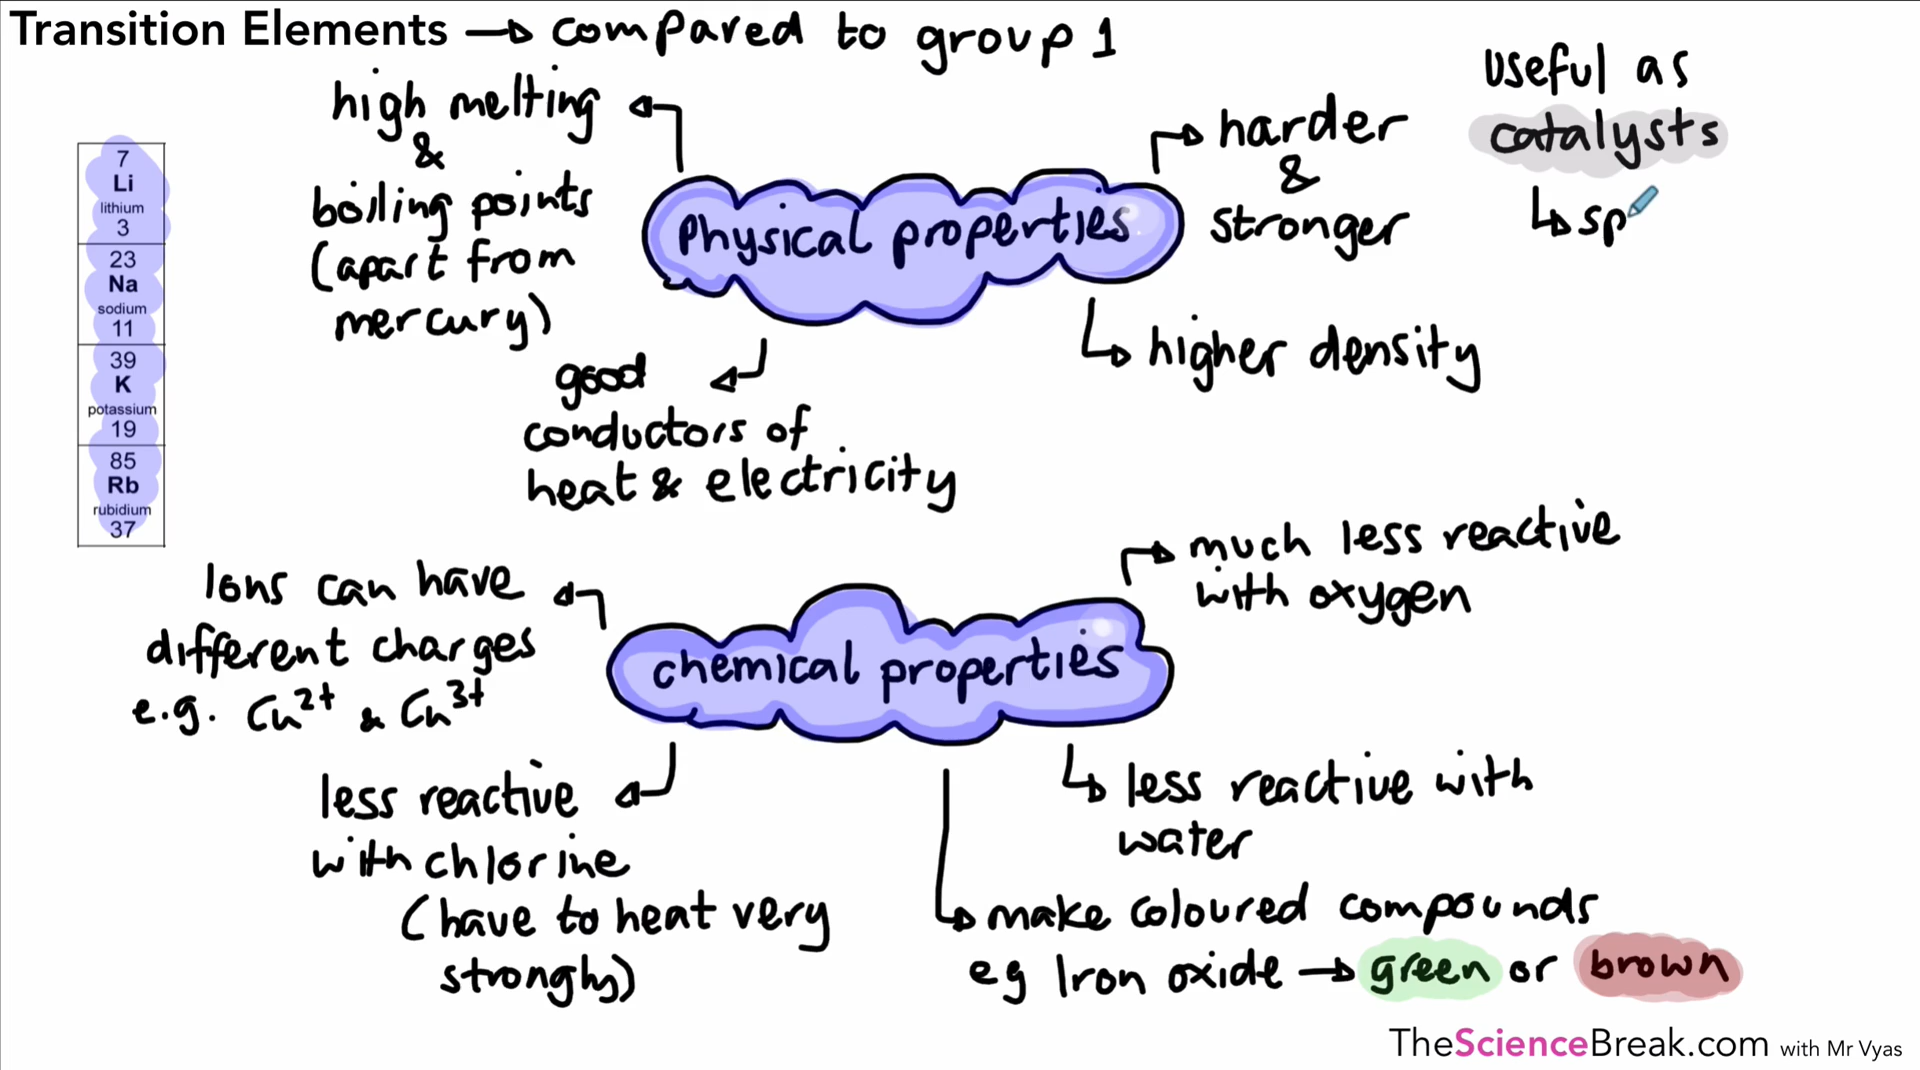 Transition Elements → compared to group 1
high melting
&
boiling points
(apart from
mercury)
harder
&
stronger
useful as
catalysts
↳ sp
physical properties
higher density
good
conductors of
heat & electricity
7
Li
lithium
3
23
Na
sodium
11
39
K
potassium
19
85
Rb
rubidium
37
much less reactive
with oxygen
Ions can have
different charges
e.g. Cu²⁺ & Cu³⁺
chemical properties
less reactive
with chlorine
(have to heat very
strongly)
less reactive with
water
make coloured compounds
eg Iron oxide → green or brown
TheScienceBreak.com with Mr Vyas